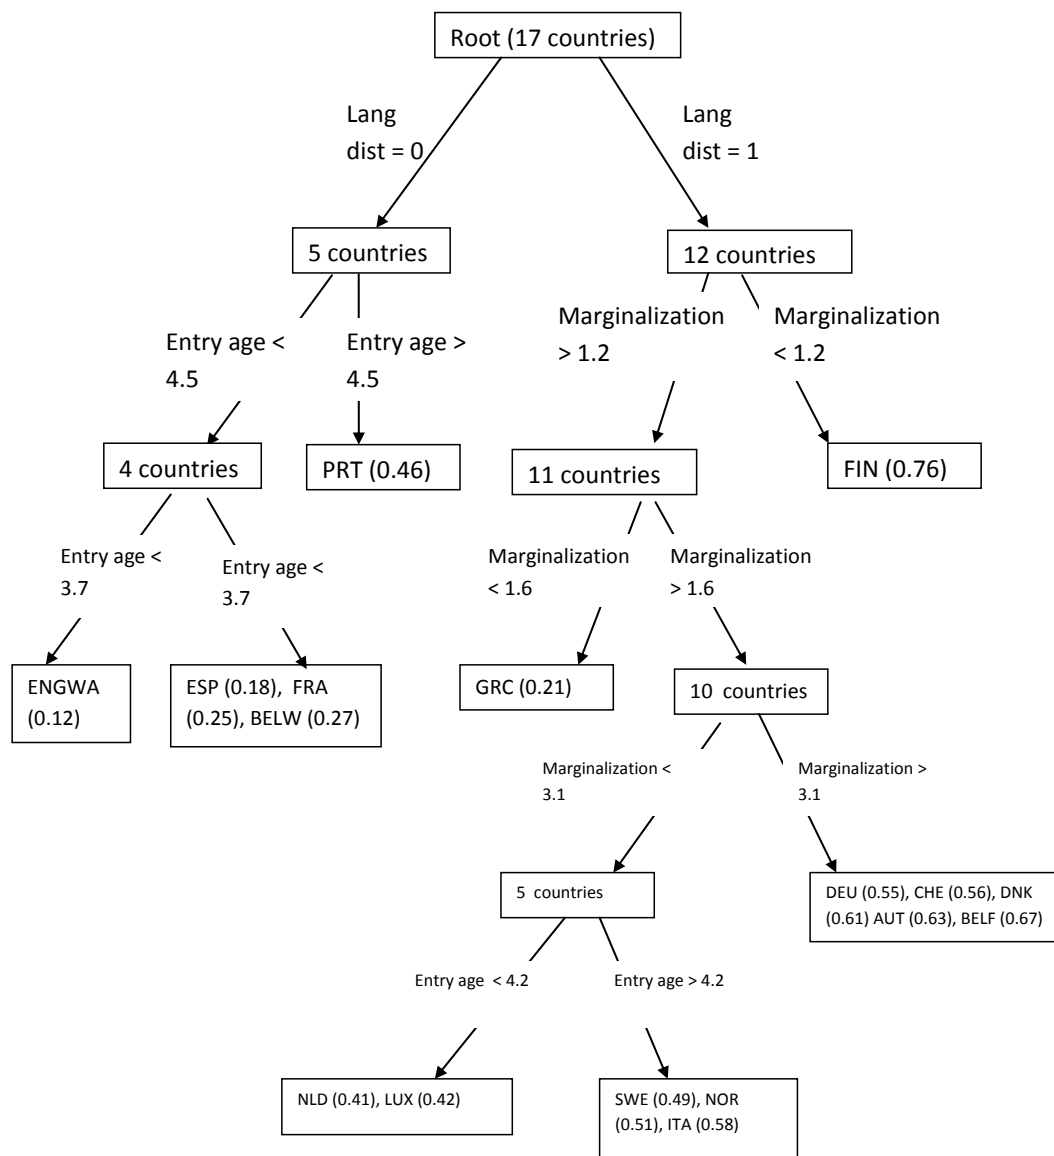 Root (17 countries)
Lang
dist = 0
Lang
dist = 1
5 countries
12 countries
Entry age <
4.5
Entry age >
4.5
Marginalization
> 1.2
Marginalization
< 1.2
4 countries
PRT (0.46)
11 countries
FIN (0.76)
Entry age <
3.7
Entry age <
3.7
Marginalization
< 1.6
Marginalization
> 1.6
ENGWA
(0.12)
ESP (0.18), FRA
(0.25), BELW (0.27)
GRC (0.21)
10 countries
Marginalization <
3.1
Marginalization >
3.1
5 countries
DEU (0.55), CHE (0.56), DNK
(0.61) AUT (0.63), BELF (0.67)
Entry age < 4.2
Entry age > 4.2
NLD (0.41), LUX (0.42)
SWE (0.49), NOR
(0.51), ITA (0.58)